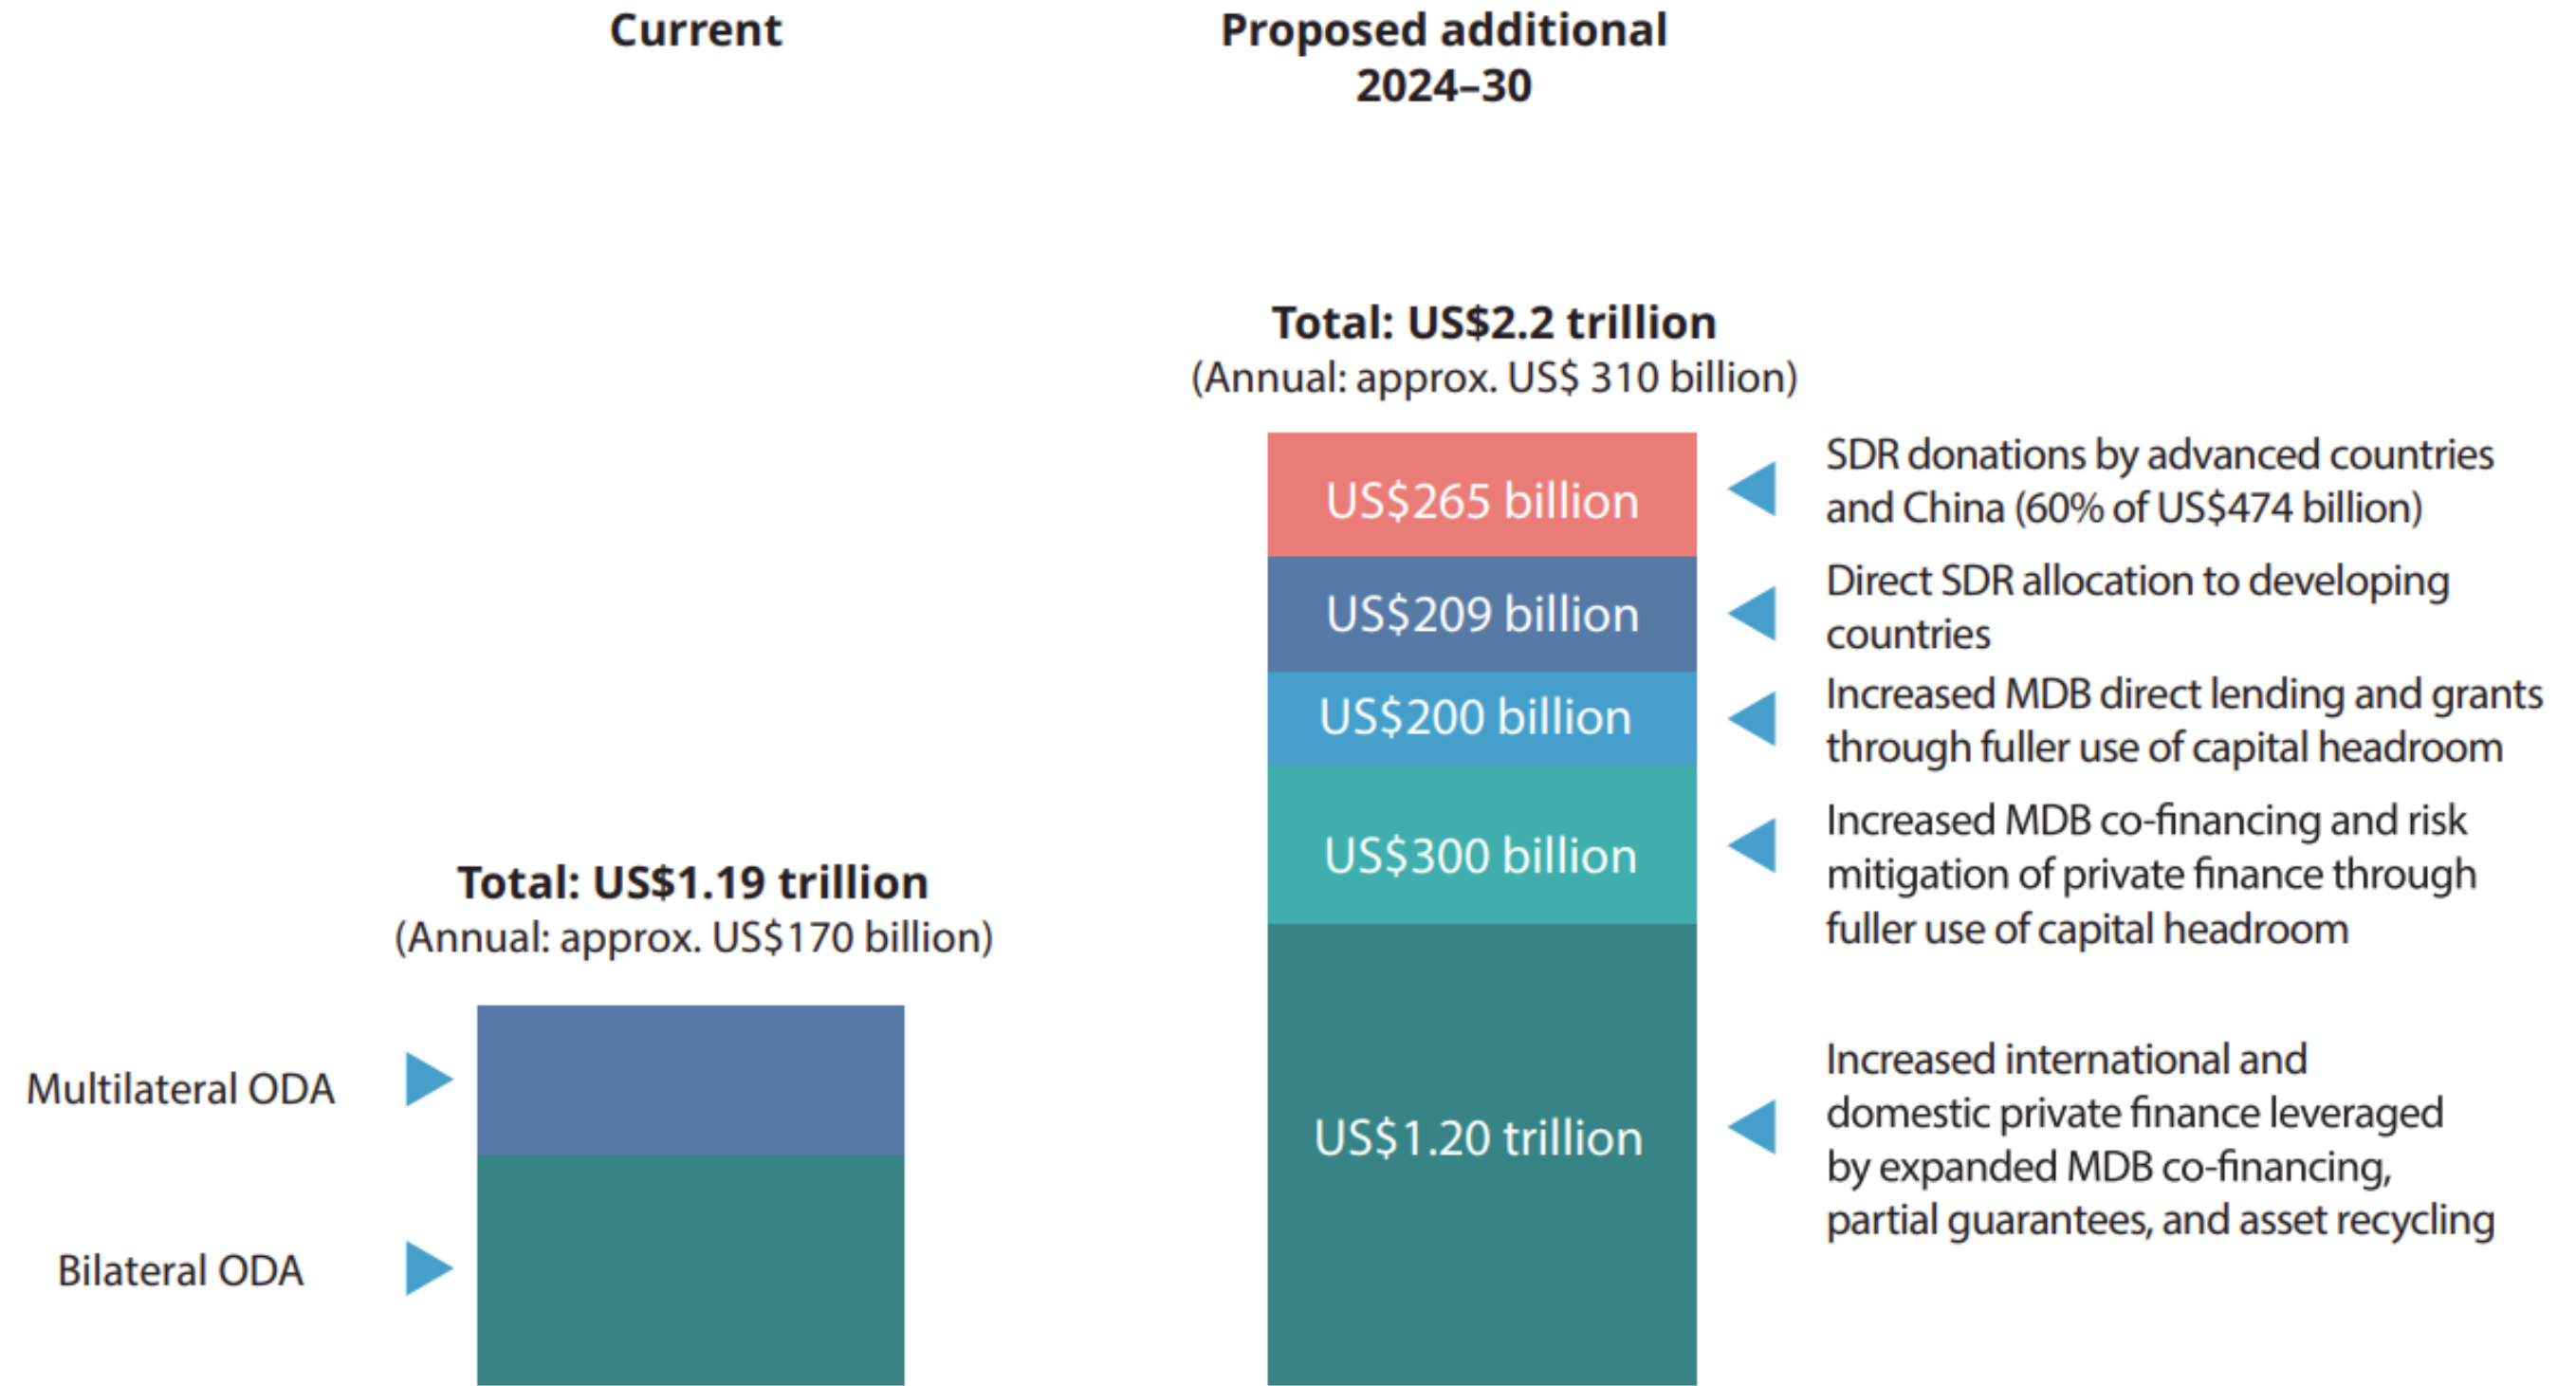 Current
Proposed additional
2024–30
Total: US$2.2 trillion
(Annual: approx. US$ 310 billion)
US$265 billion
SDR donations by advanced countries
and China (60% of US$474 billion)
US$209 billion
Direct SDR allocation to developing
countries
US$200 billion
Increased MDB direct lending and grants
through fuller use of capital headroom
US$300 billion
Increased MDB co-financing and risk
mitigation of private finance through
fuller use of capital headroom
US$1.20 trillion
Increased international and
domestic private finance leveraged
by expanded MDB co-financing,
partial guarantees, and asset recycling
Total: US$1.19 trillion
(Annual: approx. US$170 billion)
Multilateral ODA
Bilateral ODA